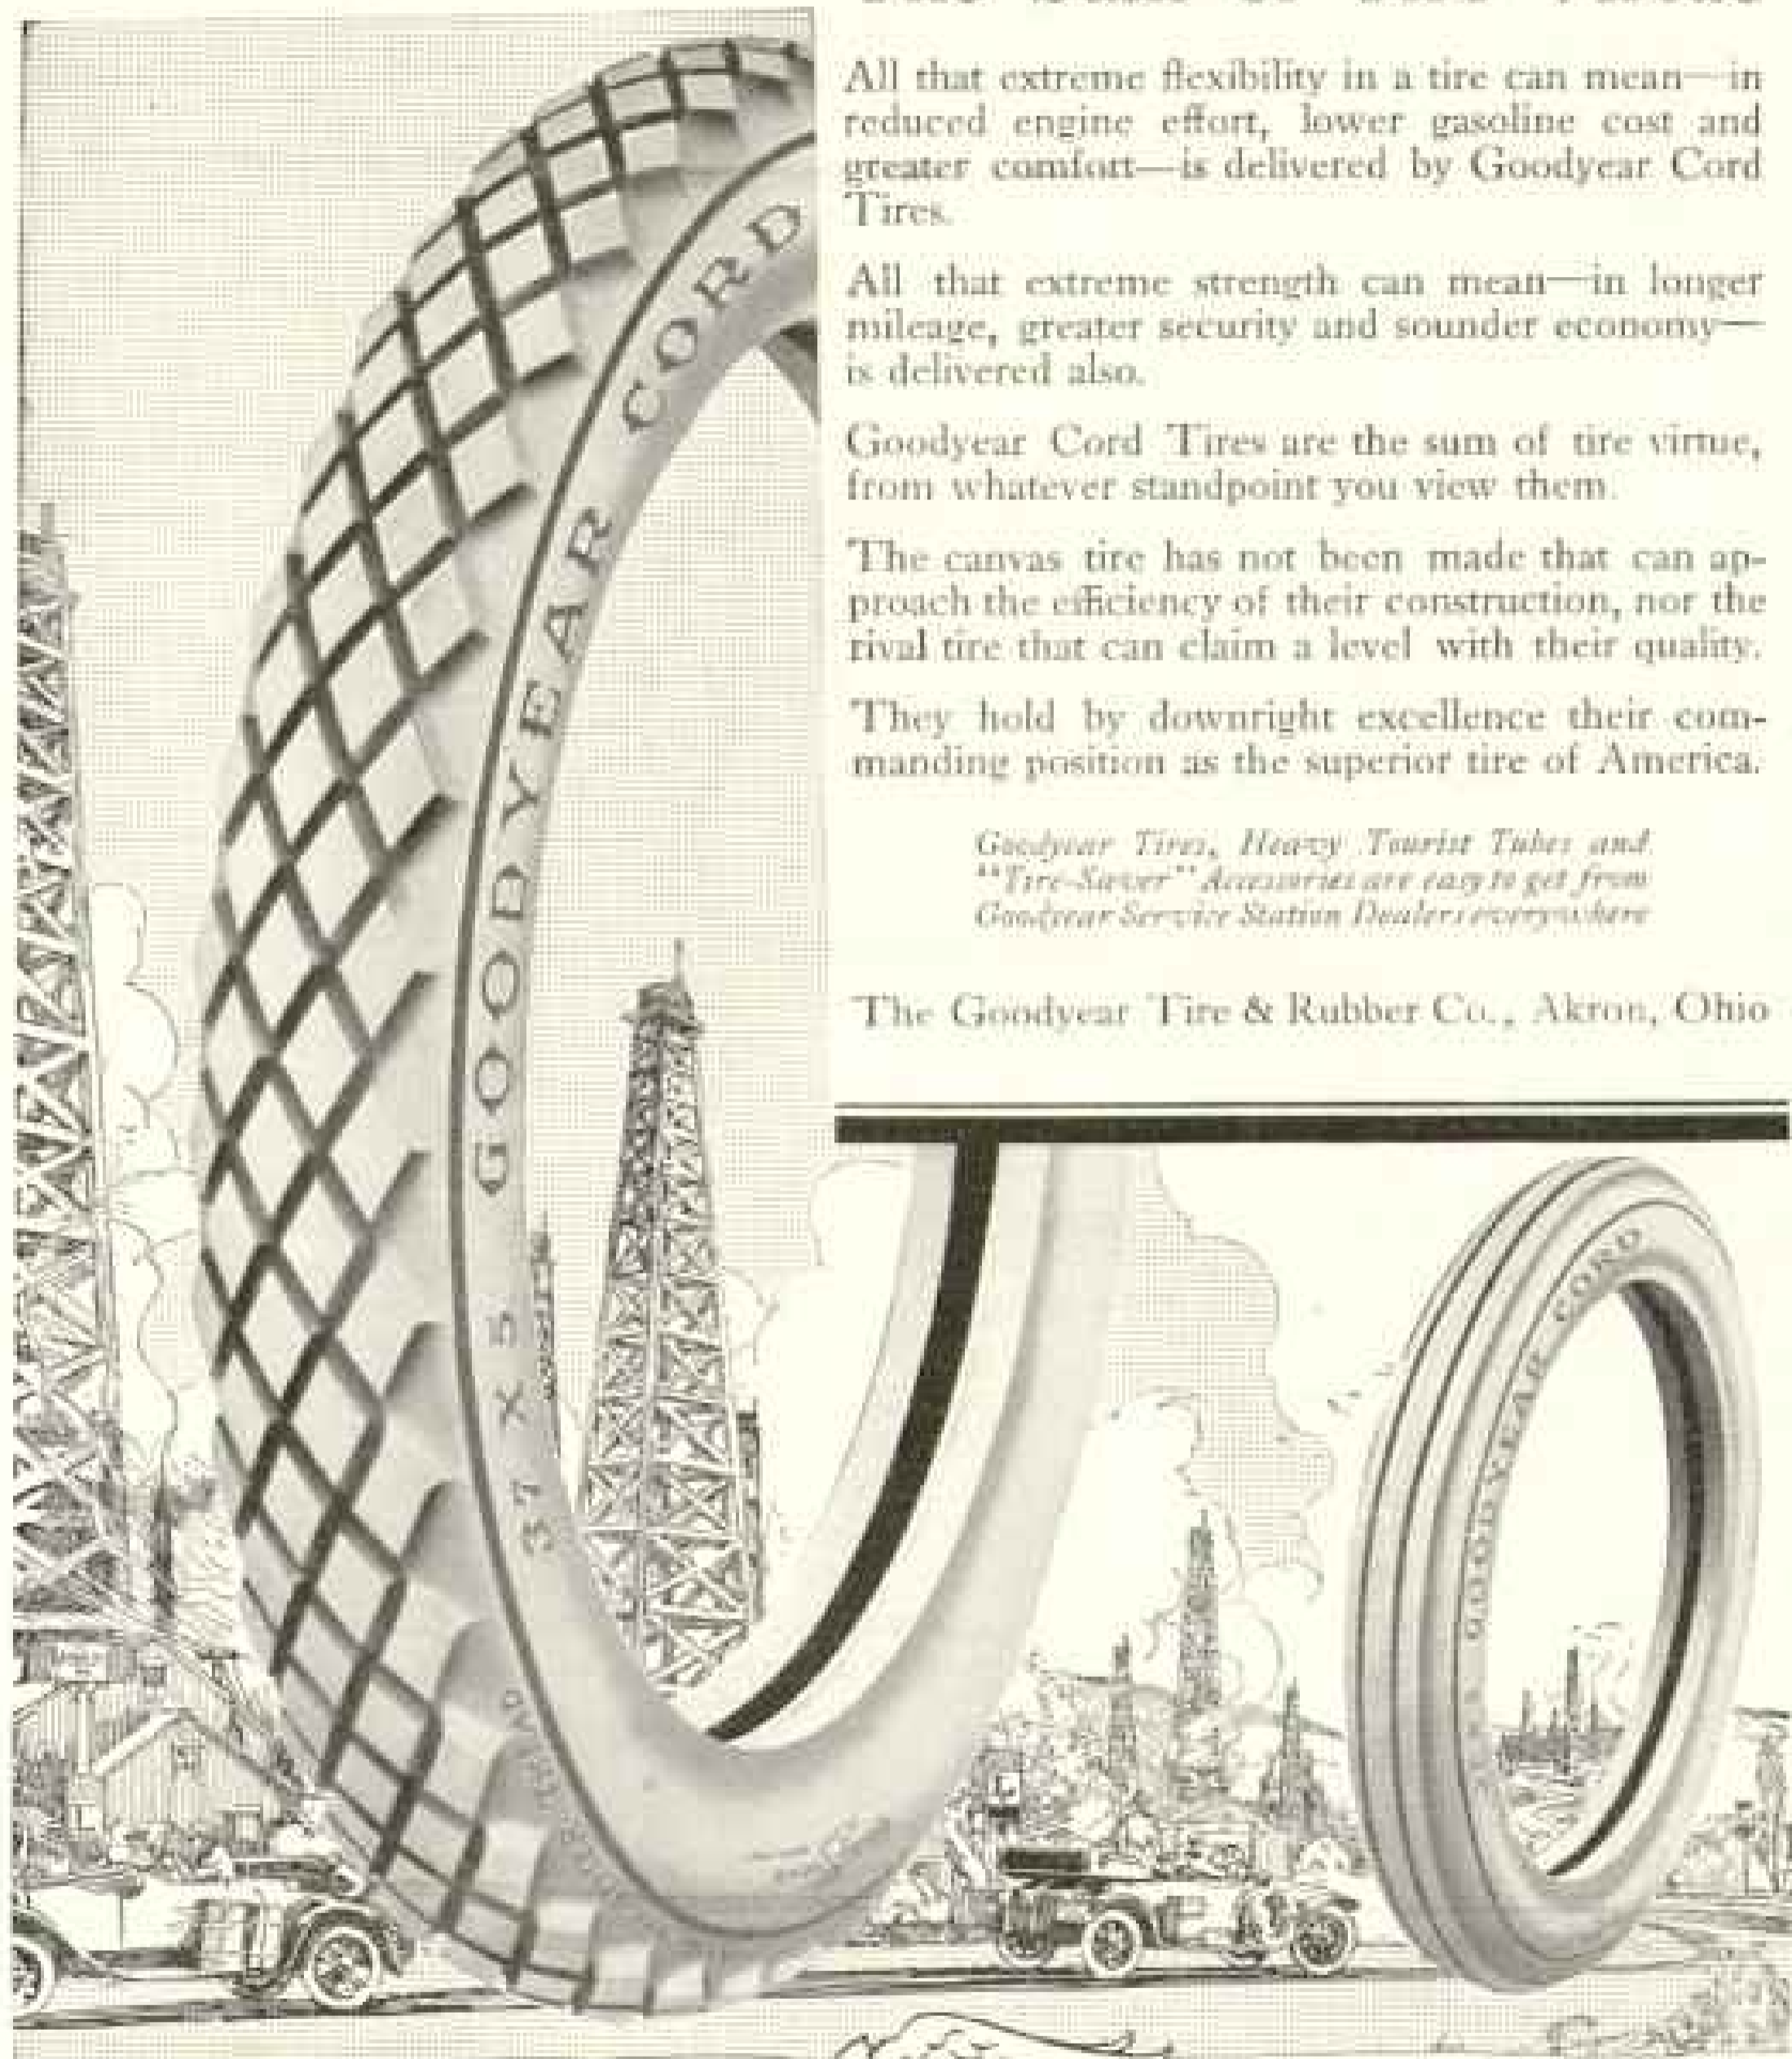 All that extreme flexibility in a tire can mean—in
reduced engine effort, lower gasoline cost and
greater comfort—is delivered by Goodyear Cord
Tires.
All that extreme strength can mean—in longer
mileage, greater security and sounder economy—
is delivered also.
Goodyear Cord Tires are the sum of tire virtue,
from whatever standpoint you view them.
The canvas tire has not been made that can ap-
proach the efficiency of their construction, nor the
rival tire that can claim a level with their quality.
They hold by downright excellence their com-
manding position as the superior tire of America.
Goodyear Tires, Heavy Tourist Tubes and
"Tire-Saver" Accessories are easy to get from
Goodyear Service Station Dealers everywhere
The Goodyear Tire & Rubber Co., Akron, Ohio
37 X 5 GOODYEAR CORD
GOODYEAR CORD